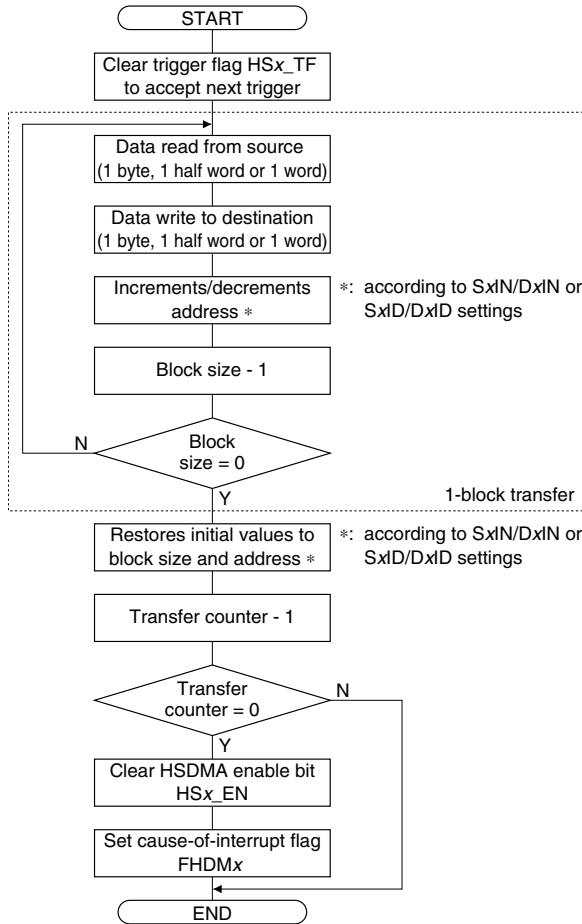 START
Clear trigger flag HSx_TF
to accept next trigger
Data read from source
(1 byte, 1 half word or 1 word)
Data write to destination
(1 byte, 1 half word or 1 word)
Increments/decrements
address *
*: according to SxIN/DxIN or
SxID/DxID settings
Block size - 1
N
Block
size = 0
Y
1-block transfer
Restores initial values to
block size and address *
*: according to SxIN/DxIN or
SxID/DxID settings
Transfer counter - 1
Transfer
counter = 0
N
Y
Clear HSDMA enable bit
HSx_EN
Set cause-of-interrupt flag
FHDMx
END